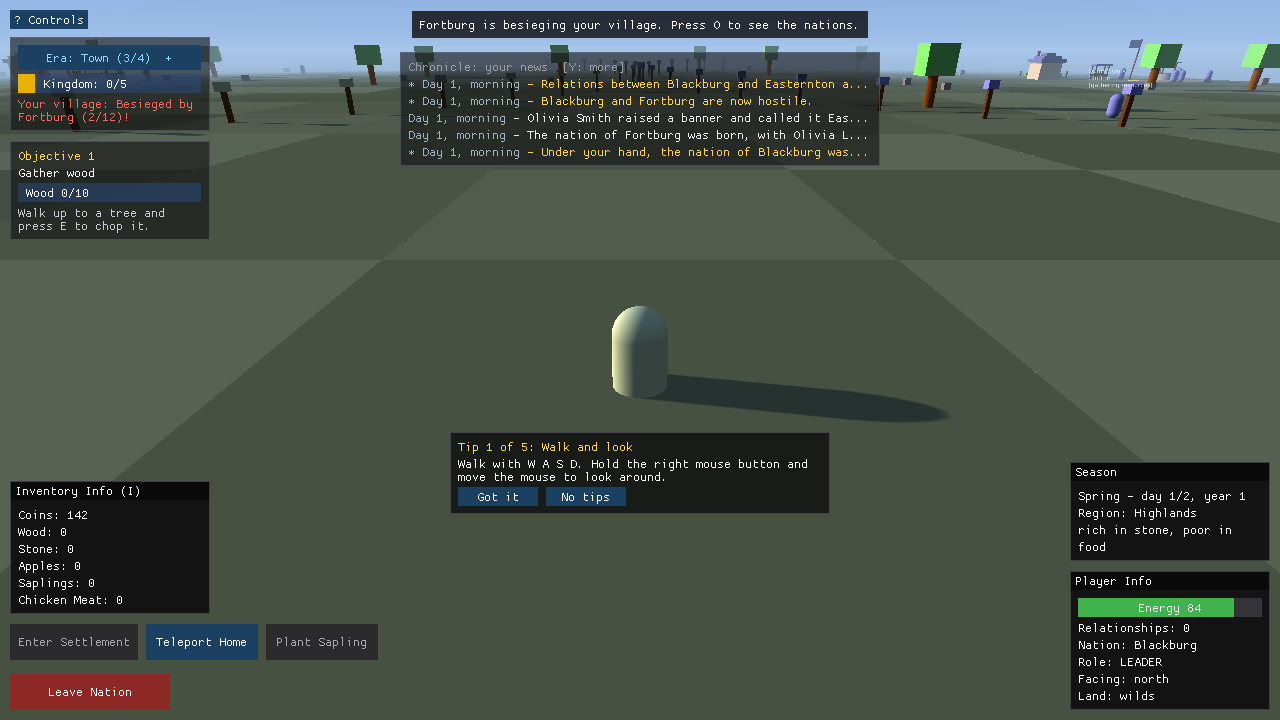 ? Controls
Fortburg is besieging your village. Press O to see the nations.
Era: Town (3/4)  +
Kingdom: 0/5
Your village: Besieged by
Fortburg (2/12)!
Chronicle: your news  [Y: more]
* Day 1, morning - Relations between Blackburg and Easternton a...
* Day 1, morning - Blackburg and Fortburg are now hostile.
Day 1, morning - Olivia Smith raised a banner and called it Eas...
Day 1, morning - The nation of Fortburg was born, with Olivia L...
* Day 1, morning - Under your hand, the nation of Blackburg was...
Objective 1
Gather wood
Wood 0/10
Walk up to a tree and
press E to chop it.
Tip 1 of 5: Walk and look
Walk with W A S D. Hold the right mouse button and
move the mouse to look around.
Got it
No tips
Inventory Info (I)
Coins: 142
Wood: 0
Stone: 0
Apples: 0
Saplings: 0
Chicken Meat: 0
Enter Settlement
Teleport Home
Plant Sapling
Leave Nation
Season
Spring - day 1/2, year 1
Region: Highlands
rich in stone, poor in
food
Player Info
Energy 84
Relationships: 0
Nation: Blackburg
Role: LEADER
Facing: north
Land: wilds